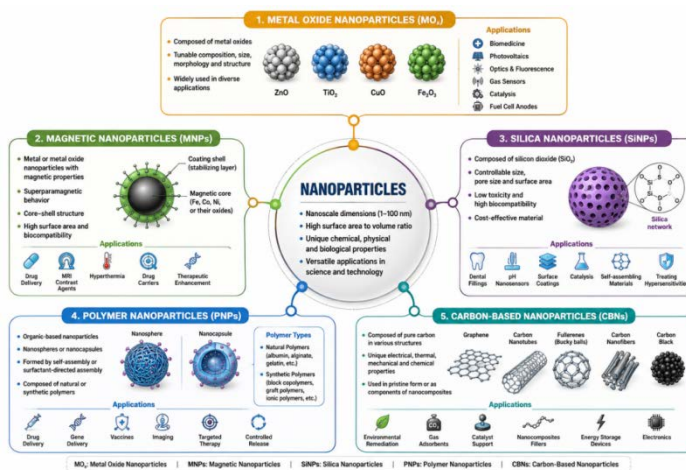 1. METAL OXIDE NANOPARTICLES (MOₓ)
Composed of metal oxides
Tunable composition, size,
morphology and structure
Widely used in diverse
applications
ZnO
TiO₂
CuO
Fe₂O₃
Applications
Biomedicine
Photovoltaics
Optics & Fluorescence
Gas Sensors
Catalysis
Fuel Cell Anodes
2. MAGNETIC NANOPARTICLES (MNPs)
Metal or metal oxide
nanoparticles with
magnetic properties
Superparamagnetic
behavior
Core-shell structure
High surface area and
biocompatibility
Coating shell
(stabilizing layer)
Magnetic core
(Fe, Co, Ni,
or their oxides)
Applications
Drug
Delivery
MRI
Contrast
Agents
Hyperthermia
Drug
Carriers
Therapeutic
Enhancement
NANOPARTICLES
Nanoscale dimensions (1–100 nm)
High surface area to volume ratio
Unique chemical, physical
and biological properties
Versatile applications in
science and technology
3. SILICA NANOPARTICLES (SiNPs)
Composed of silicon dioxide (SiO₂)
Controllable size,
pore size and surface area
Low toxicity and
high biocompatibility
Cost-effective material
Silica
network
Applications
Dental
Fillings
pH
Nanosensors
Surface
Coatings
Catalysis
Self-assembling
Materials
Treating
Hypersensitivi
4. POLYMER NANOPARTICLES (PNPs)
Organic-based nanoparticles
Nanospheres or nanocapsules
Formed by self-assembly or
surfactant-directed assembly
Composed of natural or
synthetic polymers
Nanosphere
Nanocapsule
Polymer Types
Natural Polymers
(albumin, alginate,
gelatin, etc.)
Synthetic Polymers
(block copolymers,
graft polymers,
ionic polymers, etc.)
Applications
Drug
Delivery
Gene
Delivery
Vaccines
Imaging
Targeted
Therapy
Controlled
Release
5. CARBON-BASED NANOPARTICLES (CBNs)
Composed of pure carbon
in various structures
Unique electrical, thermal,
mechanical and chemical
properties
Used in pristine form or as
components of nanocomposites
Graphene
Carbon
Nanotubes
Fullerenes
(Bucky balls)
Carbon
Nanofibers
Carbon
Black
Applications
Environmental
Remediation
CO₂
Gas
Adsorbents
Catalyst
Support
Nanocomposites
Fillers
Energy Storage
Devices
Electronics
MOₓ: Metal Oxide Nanoparticles | MNPs: Magnetic Nanoparticles | SiNPs: Silica Nanoparticles | PNPs: Polymer Nanoparticles | CBNs: Carbon-Based Nanoparticles